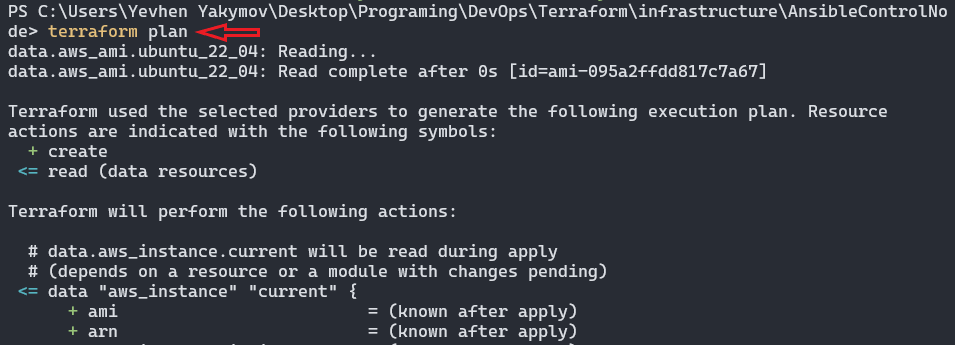 PS C:\Users\Yevhen Yakymov\Desktop\Programing\DevOps\Terraform\infrastructure\AnsibleControlNo
de> terraform plan
data.aws_ami.ubuntu_22_04: Reading...
data.aws_ami.ubuntu_22_04: Read complete after 0s [id=ami-095a2ffdd817c7a67]
Terraform used the selected providers to generate the following execution plan. Resource
actions are indicated with the following symbols:
+ create
<= read (data resources)
Terraform will perform the following actions:
# data.aws_instance.current will be read during apply
# (depends on a resource or a module with changes pending)
<= data "aws_instance" "current" {
+ ami = (known after apply)
+ arn = (known after apply)